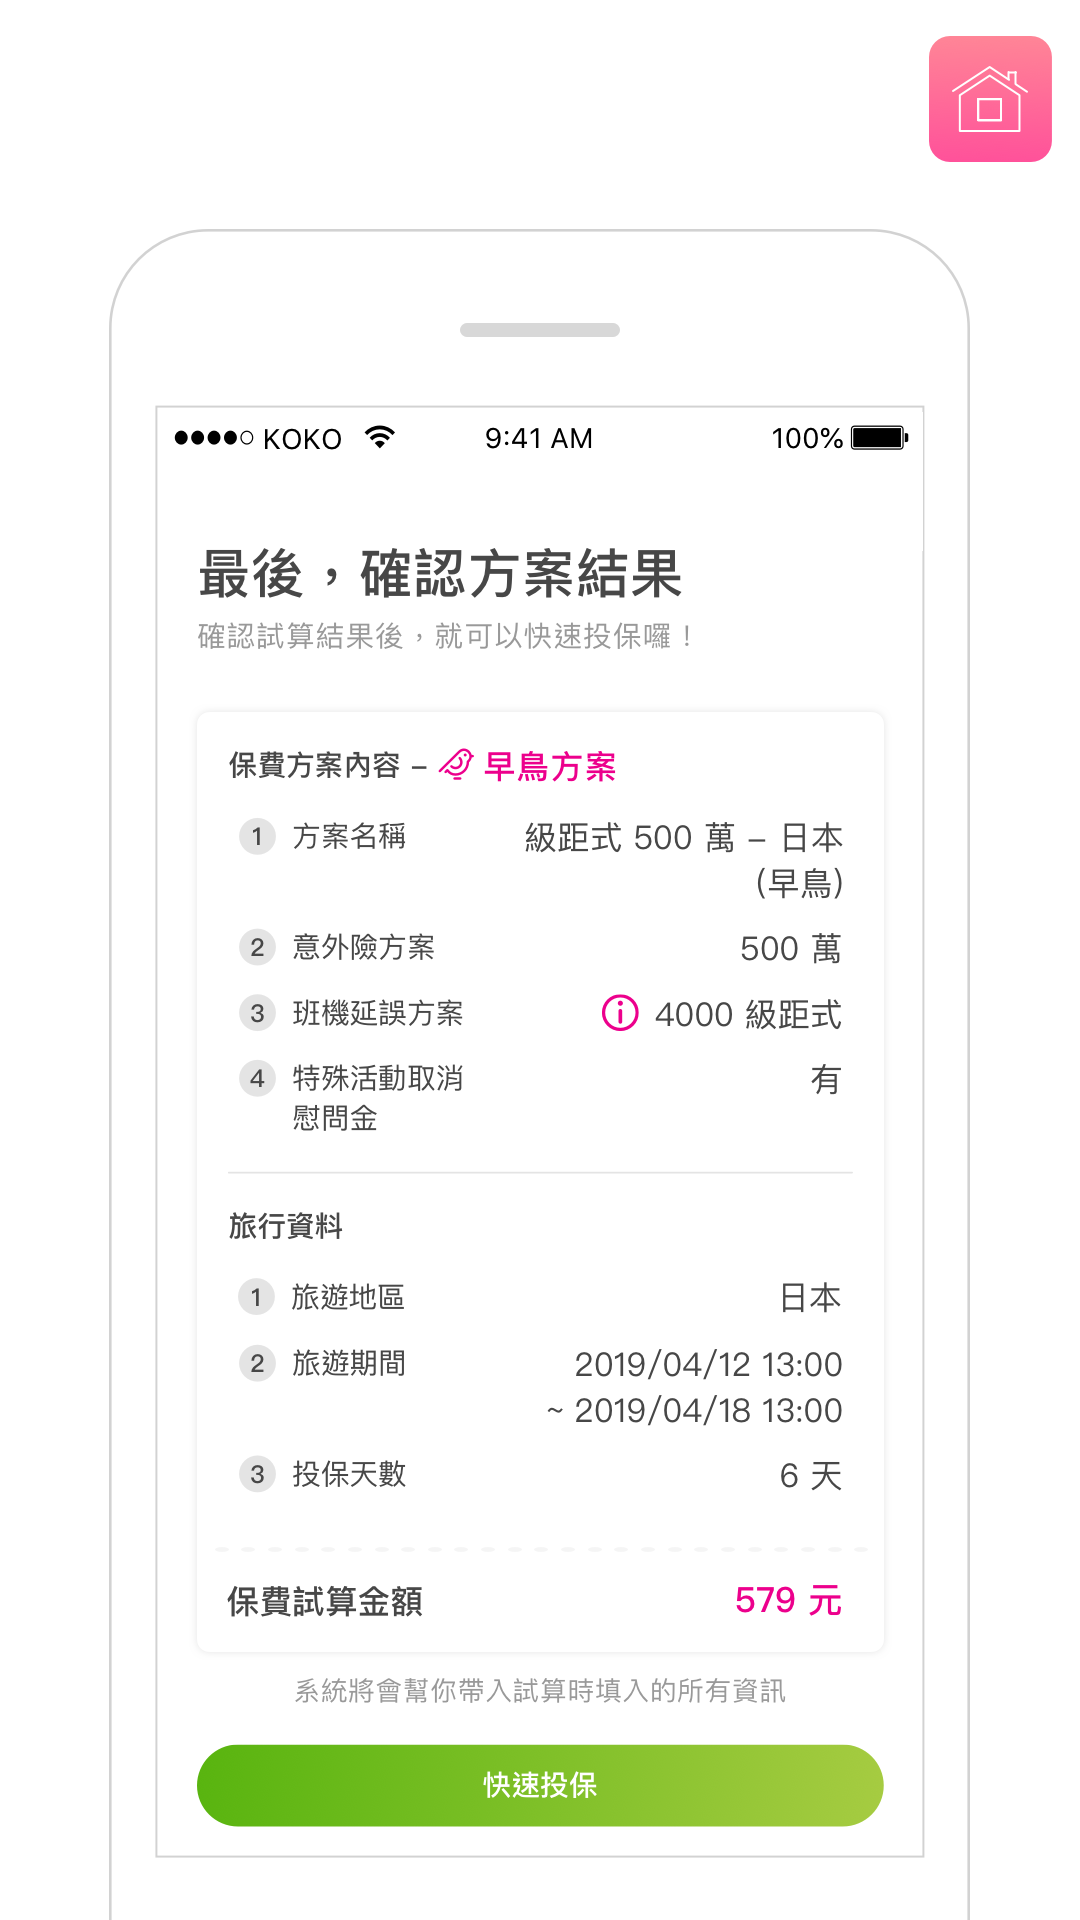 KOKO 9:41 AM 100%
最後，確認方案結果
確認試算結果後，就可以快速投保囉！
保費方案內容 – 早鳥方案
1 方案名稱 級距式 500 萬 – 日本
(早鳥)
2 意外險方案 500 萬
3 班機延誤方案 4000 級距式
4 特殊活動取消 有
慰問金
旅行資料
1 旅遊地區 日本
2 旅遊期間 2019/04/12 13:00
~ 2019/04/18 13:00
3 投保天數 6 天
保費試算金額 579 元
系統將會幫你帶入試算時填入的所有資訊
快速投保